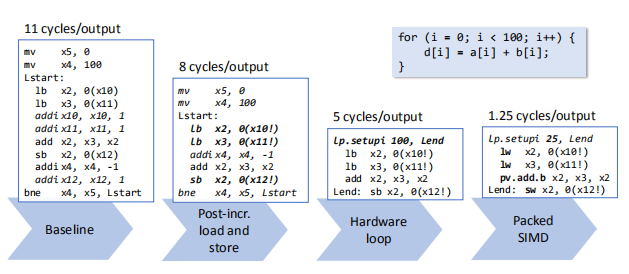 11 cycles/output
mv x5, 0
mv x4, 100
Lstart:
lb x2, 0(x10)
lb x3, 0(x11)
addi x10, x10, 1
addi x11, x11, 1
add x2, x3, x2
sb x2, 0(x12)
addi x4, x4, -1
addi x12, x12, 1
bne x4, x5, Lstart
Baseline
8 cycles/output
mv x5, 0
mv x4, 100
Lstart:
lb x2, 0(x10!)
lb x3, 0(x11!)
addi x4, x4, -1
add x2, x3, x2
sb x2, 0(x12!)
bne x4, x5, Lstart
Post-incr.
load and
store
for (i = 0; i < 100; i++) {
d[i] = a[i] + b[i];
}
5 cycles/output
lp.setupi 100, Lend
lb x2, 0(x10!)
lb x3, 0(x11!)
add x2, x3, x2
Lend: sb x2, 0(x12!)
Hardware
loop
1.25 cycles/output
lp.setupi 25, Lend
lw x2, 0(x10!)
lw x3, 0(x11!)
pv.add.b x2, x3, x2
Lend: sw x2, 0(x12!)
Packed
SIMD